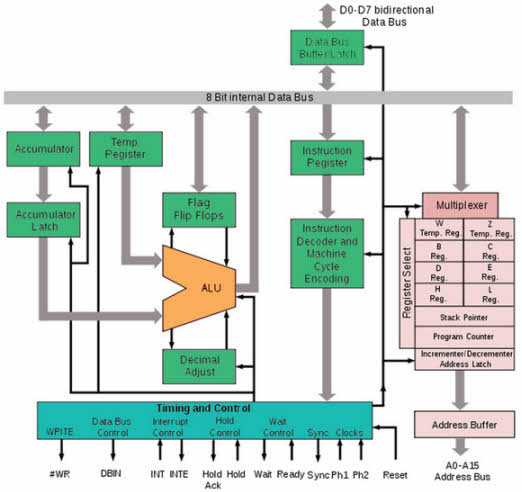 D0-D7 bidirectional
Data Bus
Data Bus
Buffer/Latch
8 Bit internal Data Bus
Accumulator
Temp.
Pegister
Instruction
Pegister
Multiplexer
Accumulator
Latch
Flag
Flip Flops
Instruction
Decoder and
Machine
Cycle
Encoding
Register Select
W
Temp. Reg.
Z
Temp. Reg.
B
Reg.
C
Reg.
D
Reg.
E
Reg.
H
Reg.
L
Reg.
ALU
Stack Pointer
Program Counter
Incrementer/Decrementer
Address Latch
Decimal
Adjust
Timing and Control
WPITE
Data Bus
Control
Interrupt
Control
Hold
Control
Wait
Control
Sync
Clocks
Address Buffer
#WR
DBIN
INT
INTE
Hold
Ack
Hold
Wait
Ready
Sync
Ph1
Ph2
Reset
A0-A15
Address Bus